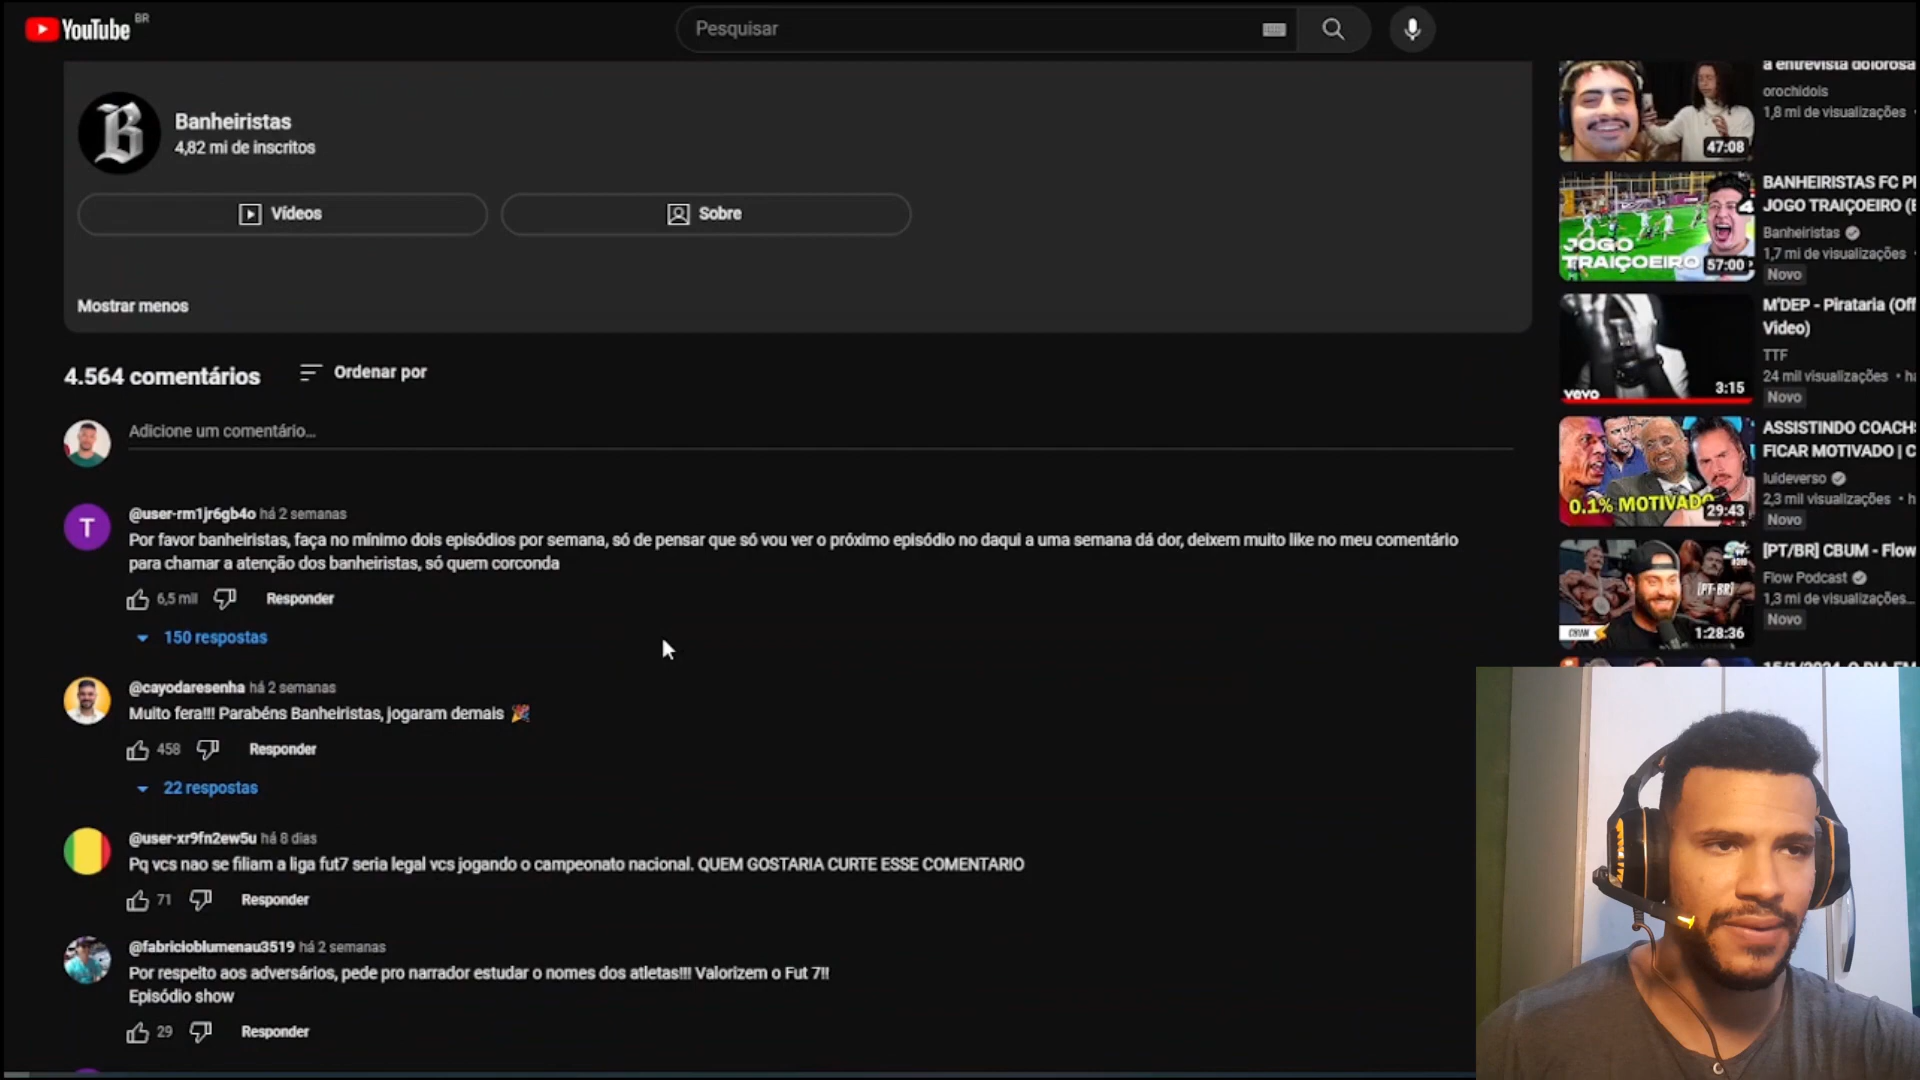 YouTube BR
Pesquisar
Banheiristas
4,82 mi de inscritos
Vídeos
Sobre
Mostrar menos
4.564 comentários
Ordenar por
Adicione um comentário...
@user-rm1jr6gb4o há 2 semanas
Por favor banheiristas, faça no mínimo dois episódios por semana, só de pensar que só vou ver o próximo episódio no daqui a uma semana dá dor, deixem muito like no meu comentário
para chamar a atenção dos banheiristas, só quem corconda
6,5 mil
Responder
150 respostas
@cayodaresenha há 2 semanas
Muito fera!!! Parabéns Banheiristas, jogaram demais 🎉
458
Responder
22 respostas
@user-xr9fn2ew5u há 8 dias
Pq vcs nao se filiam a liga fut7 seria legal vcs jogando o campeonato nacional. QUEM GOSTARIA CURTE ESSE COMENTARIO
71
Responder
@fabricioblumenau3519 há 2 semanas
Por respeito aos adversários, pede pro narrador estudar o nomes dos atletas!!! Valorizem o Fut 7!!
Episódio show
29
Responder
T
a entrevista dolorosa
orochidois
1,8 mi de visualizações •
47:08
BANHEIRISTAS FC
JOGO TRAIÇOEIRO
Banheiristas
1,7 mi de visualizações •
Novo
JOGO
TRAIÇOEIRO
4
57:00
M'DEP - Pirataria
Video)
TTF
24 mil visualizações •
Novo
vevo
3:15
ASSISTINDO
FICAR MOTIVADO |
luideverso
2,3 mi visualizações •
Novo
0.1% MOTIVADO
29:43
[PT/BR] CBUM - Flow
Flow Podcast
1,3 mi de visualizações...
Novo
[PT-BR]
CBUM
1:28:36